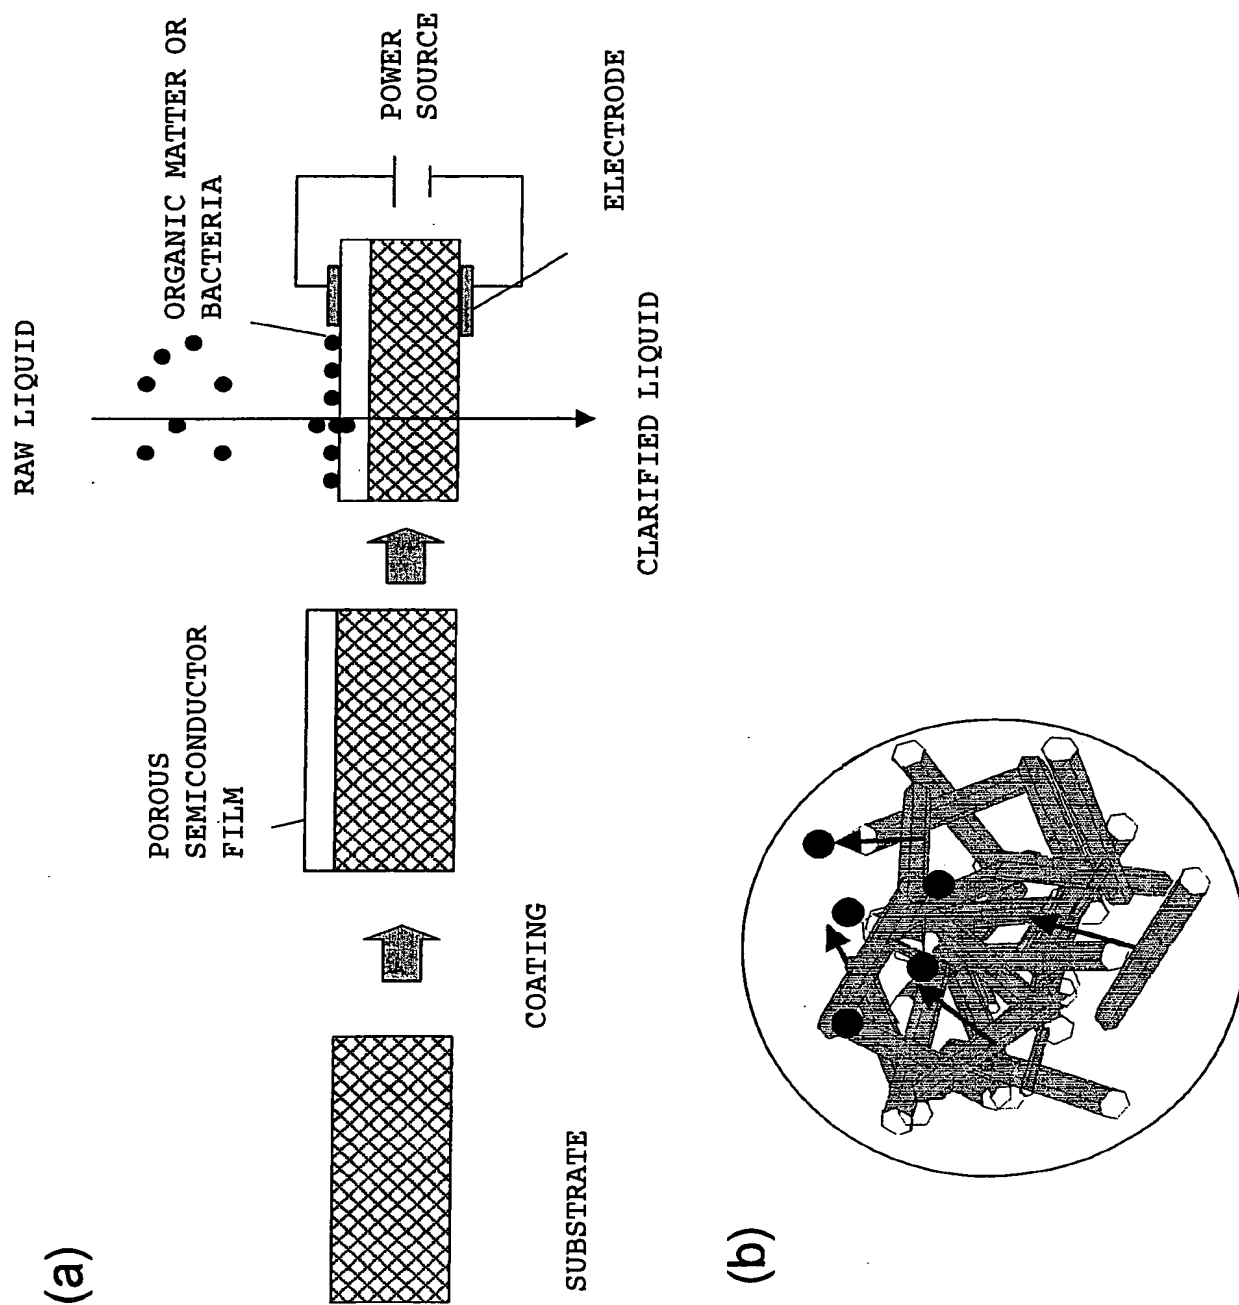 (a)
RAW LIQUID
ORGANIC MATTER OR
BACTERIA
POWER
SOURCE
ELECTRODE
CLARIFIED LIQUID
POROUS
SEMICONDUCTOR
FILM
COATING
SUBSTRATE
(b)